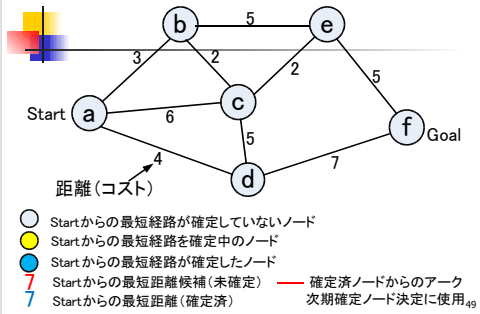 b
5
e
3
2
2
5
Start
a
6
c
5
f
Goal
4
7
d
距離(コスト)
Startからの最短経路が確定していないノード
Startからの最短経路を確定中のノード
Startからの最短経路が確定したノード
7 Startからの最短距離候補(未確定)
確定済ノードからのアーク
7 Startからの最短距離(確定済)
次期確定ノード決定に使用
49